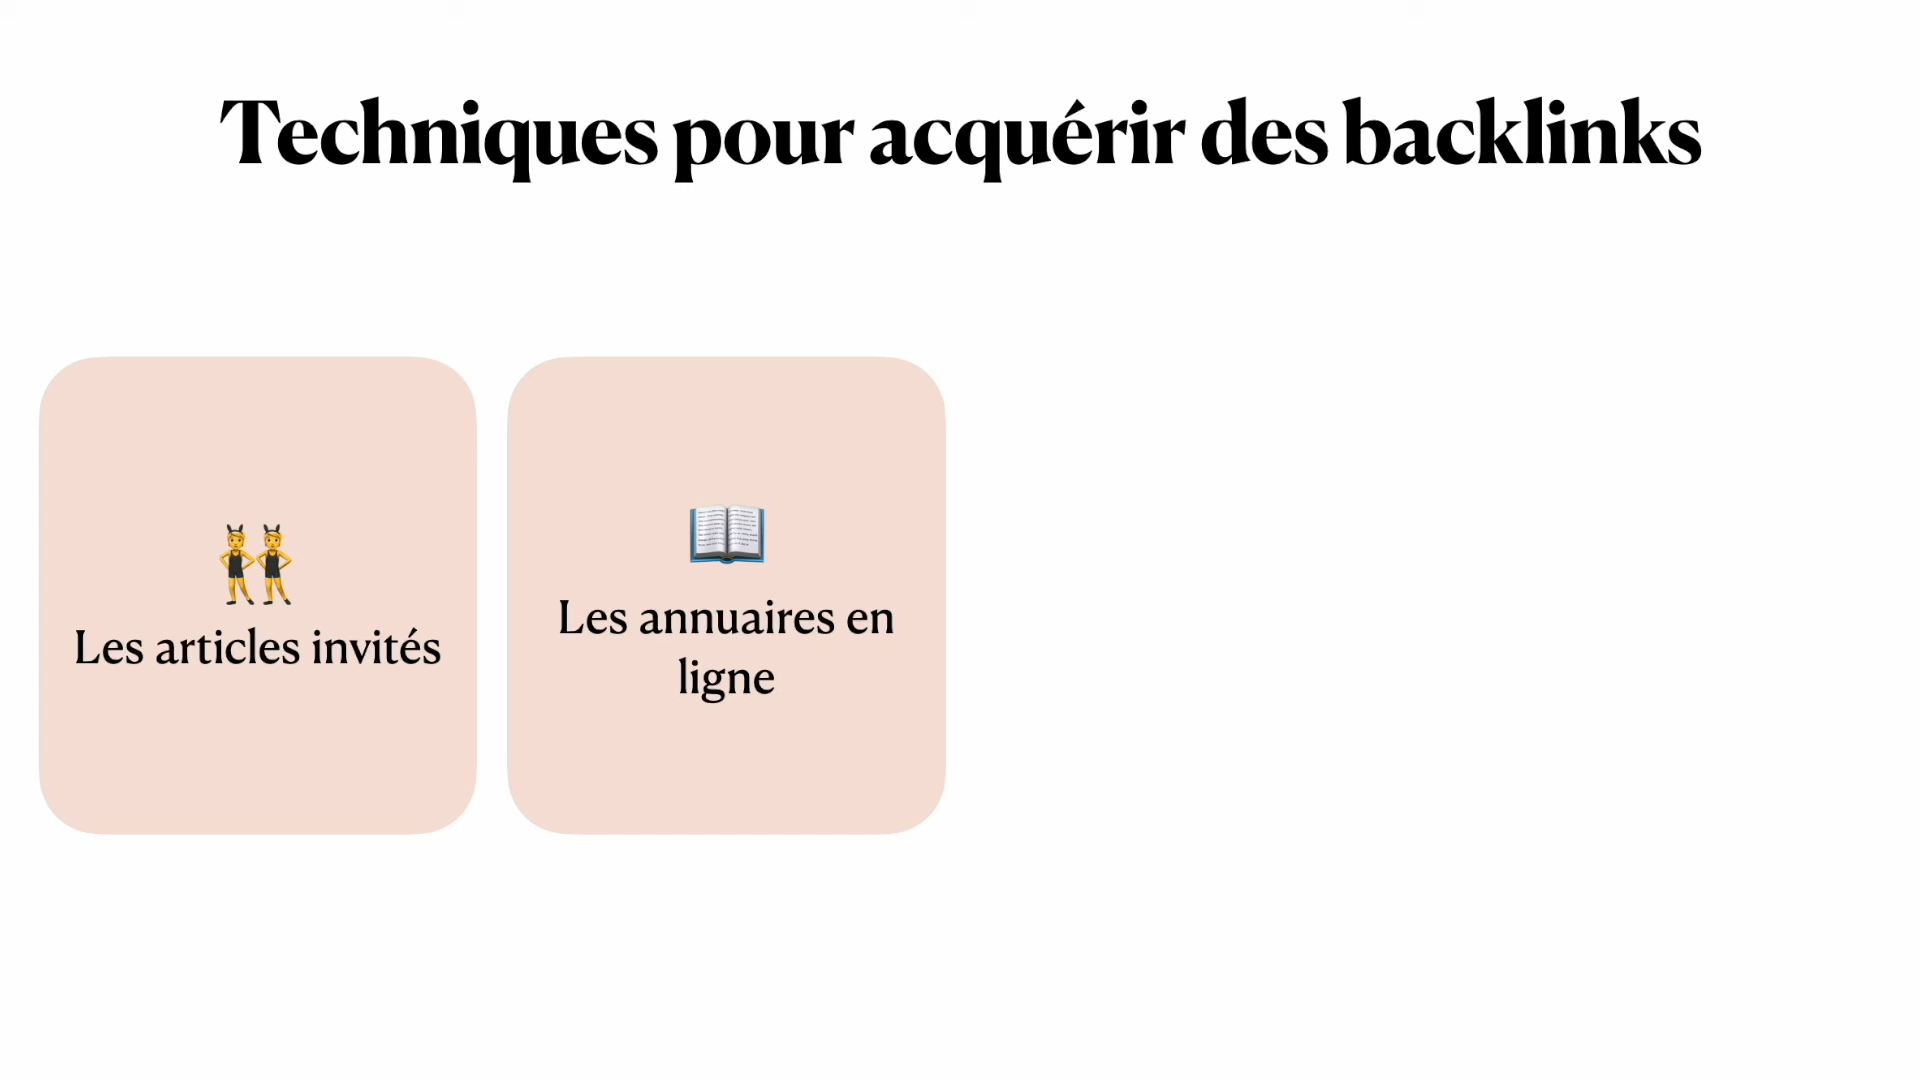 Techniques pour acquérir des backlinks
Les articles invités
Les annuaires en
ligne